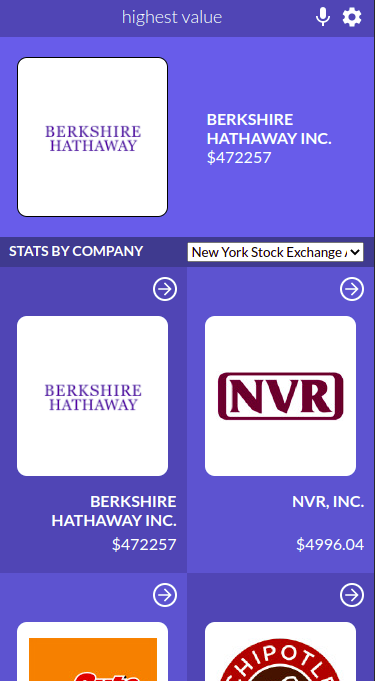 highest value
BERKSHIRE
HATHAWAY
BERKSHIRE
HATHAWAY INC.
$472257
STATS BY COMPANY
New York Stock Exchange
BERKSHIRE
HATHAWAY
NVR
BERKSHIRE
HATHAWAY INC.
$472257
NVR, INC.
$4996.04
CHIPOTLE